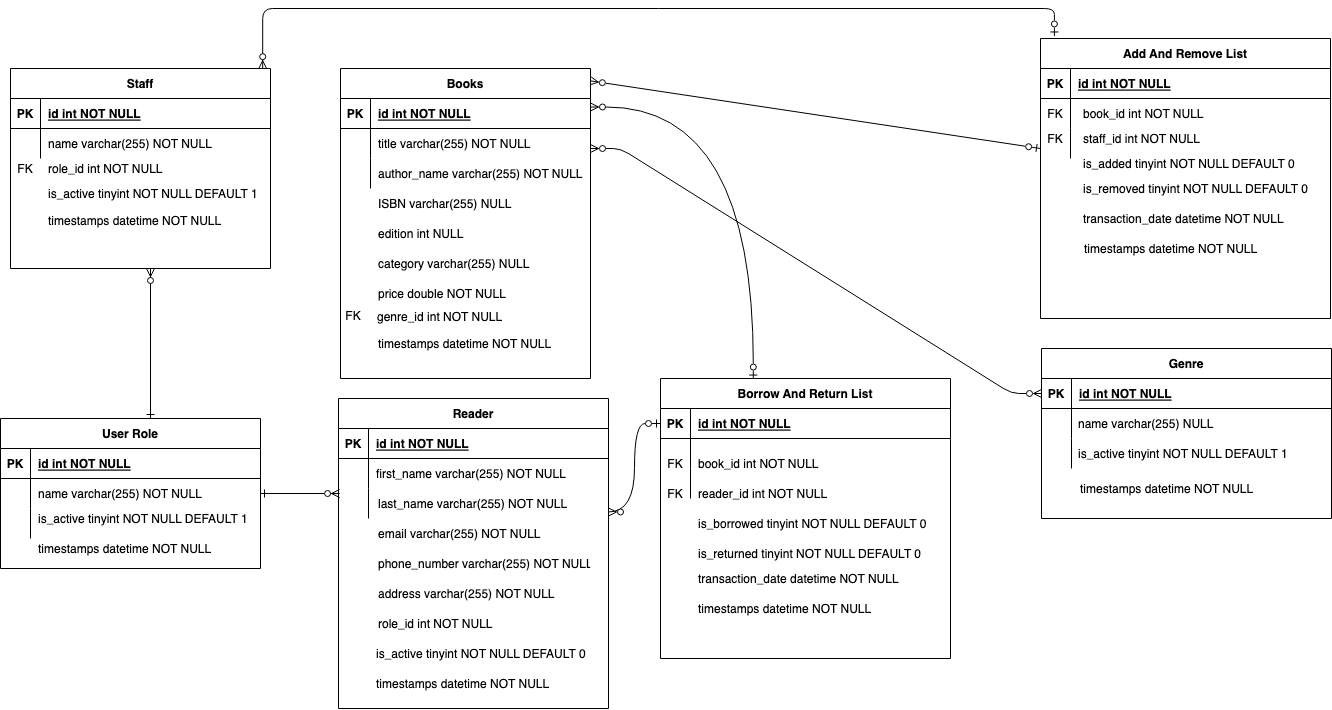 Staff
PK id int NOT NULL
name varchar(255) NOT NULL
FK role_id int NOT NULL
is_active tinyint NOT NULL DEFAULT 1
timestamps datetime NOT NULL
Books
PK id int NOT NULL
title varchar(255) NOT NULL
author_name varchar(255) NOT NULL
ISBN varchar(255) NULL
edition int NULL
category varchar(255) NULL
price double NOT NULL
FK genre_id int NOT NULL
timestamps datetime NOT NULL
Add And Remove List
PK id int NOT NULL
FK book_id int NOT NULL
FK staff_id int NOT NULL
is_added tinyint NOT NULL DEFAULT 0
is_removed tinyint NOT NULL DEFAULT 0
transaction_date datetime NOT NULL
timestamps datetime NOT NULL
User Role
PK id int NOT NULL
name varchar(255) NOT NULL
is_active tinyint NOT NULL DEFAULT 1
timestamps datetime NOT NULL
Reader
PK id int NOT NULL
first_name varchar(255) NOT NULL
last_name varchar(255) NOT NULL
email varchar(255) NOT NULL
phone_number varchar(255) NOT NULL
address varchar(255) NOT NULL
role_id int NOT NULL
is_active tinyint NOT NULL DEFAULT 0
timestamps datetime NOT NULL
Borrow And Return List
PK id int NOT NULL
FK book_id int NOT NULL
FK reader_id int NOT NULL
is_borrowed tinyint NOT NULL DEFAULT 0
is_returned tinyint NOT NULL DEFAULT 0
transaction_date datetime NOT NULL
timestamps datetime NOT NULL
Genre
PK id int NOT NULL
name varchar(255) NULL
is_active tinyint NOT NULL DEFAULT 1
timestamps datetime NOT NULL